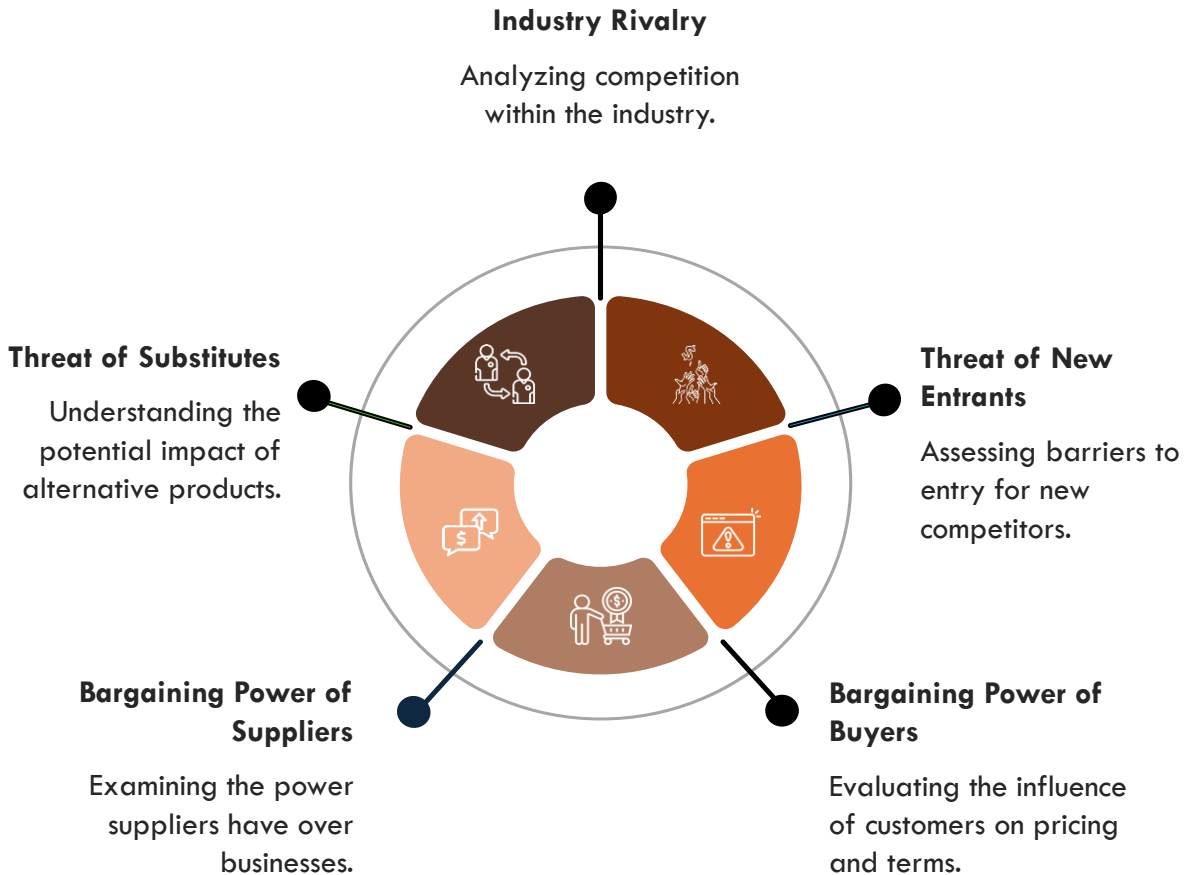 Industry Rivalry
Analyzing competition
within the industry.
Threat of Substitutes
Understanding the
potential impact of
alternative products.
Threat of New
Entrants
Assessing barriers to
entry for new
competitors.
Bargaining Power of
Suppliers
Examining the power
suppliers have over
businesses.
Bargaining Power of
Buyers
Evaluating the influence
of customers on pricing
and terms.